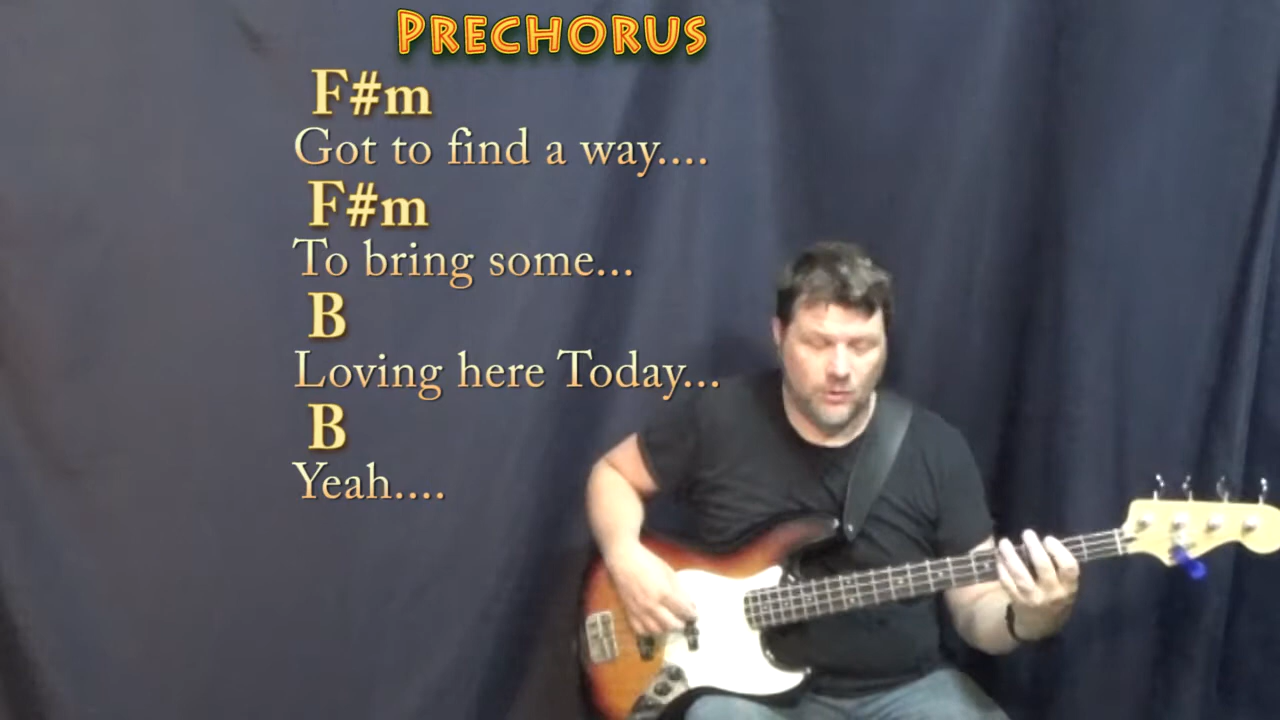 PRECHORUS
F#m
Got to find a way....
F#m
To bring some...
B
Loving here Today...
B
Yeah....